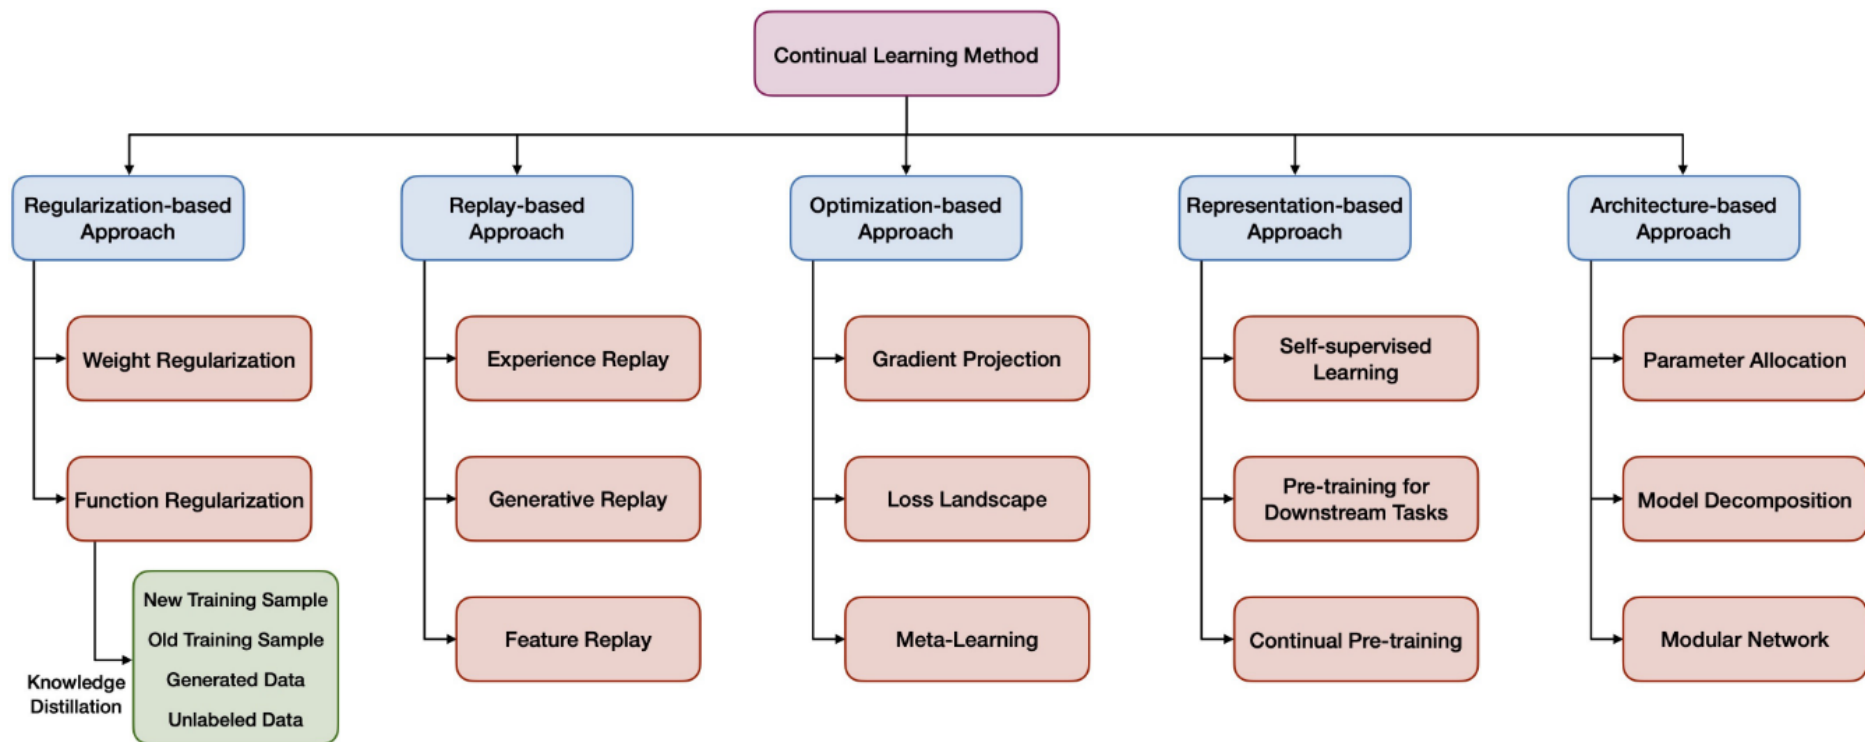 Continual Learning Method
Regularization-based
Approach
Replay-based
Approach
Optimization-based
Approach
Representation-based
Approach
Architecture-based
Approach
Weight Regularization
Experience Replay
Gradient Projection
Self-supervised
Learning
Parameter Allocation
Function Regularization
Generative Replay
Loss Landscape
Pre-training for
Downstream Tasks
Model Decomposition
New Training Sample
Old Training Sample
Generated Data
Unlabeled Data
Knowledge
Distillation
Feature Replay
Meta-Learning
Continual Pre-training
Modular Network